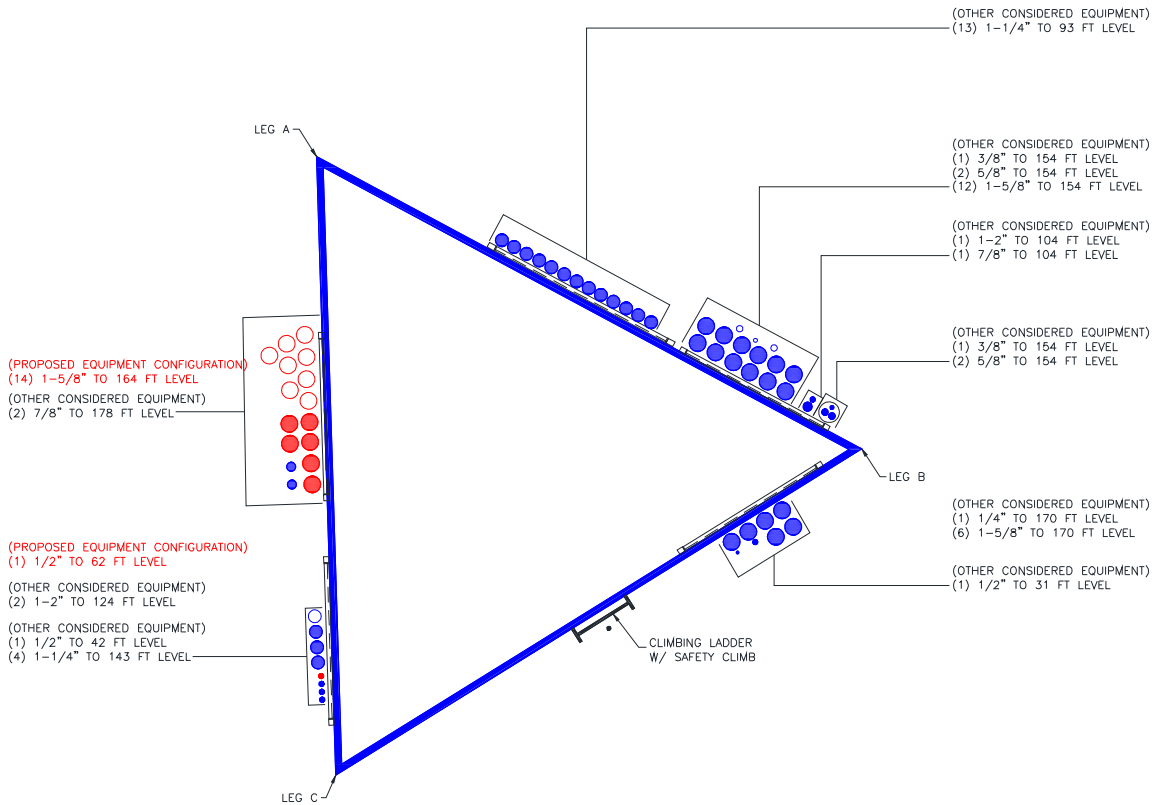 (OTHER CONSIDERED EQUIPMENT)
(13) 1-1/4" TO 93 FT LEVEL
LEG A
(OTHER CONSIDERED EQUIPMENT)
(1) 3/8" TO 154 FT LEVEL
(2) 5/8" TO 154 FT LEVEL
(12) 1-5/8" TO 154 FT LEVEL
(OTHER CONSIDERED EQUIPMENT)
(1) 1-2" TO 104 FT LEVEL
(1) 7/8" TO 104 FT LEVEL
(OTHER CONSIDERED EQUIPMENT)
(1) 3/8" TO 154 FT LEVEL
(2) 5/8" TO 154 FT LEVEL
(PROPOSED EQUIPMENT CONFIGURATION)
(14) 1-5/8" TO 164 FT LEVEL
(OTHER CONSIDERED EQUIPMENT)
(2) 7/8" TO 178 FT LEVEL
LEG B
(OTHER CONSIDERED EQUIPMENT)
(1) 1/4" TO 170 FT LEVEL
(6) 1-5/8" TO 170 FT LEVEL
(OTHER CONSIDERED EQUIPMENT)
(1) 1/2" TO 31 FT LEVEL
(PROPOSED EQUIPMENT CONFIGURATION)
(1) 1/2" TO 62 FT LEVEL
(OTHER CONSIDERED EQUIPMENT)
(2) 1-2" TO 124 FT LEVEL
(OTHER CONSIDERED EQUIPMENT)
(1) 1/2" TO 42 FT LEVEL
(4) 1-1/4" TO 143 FT LEVEL
CLIMBING LADDER
W/ SAFETY CLIMB
LEG C